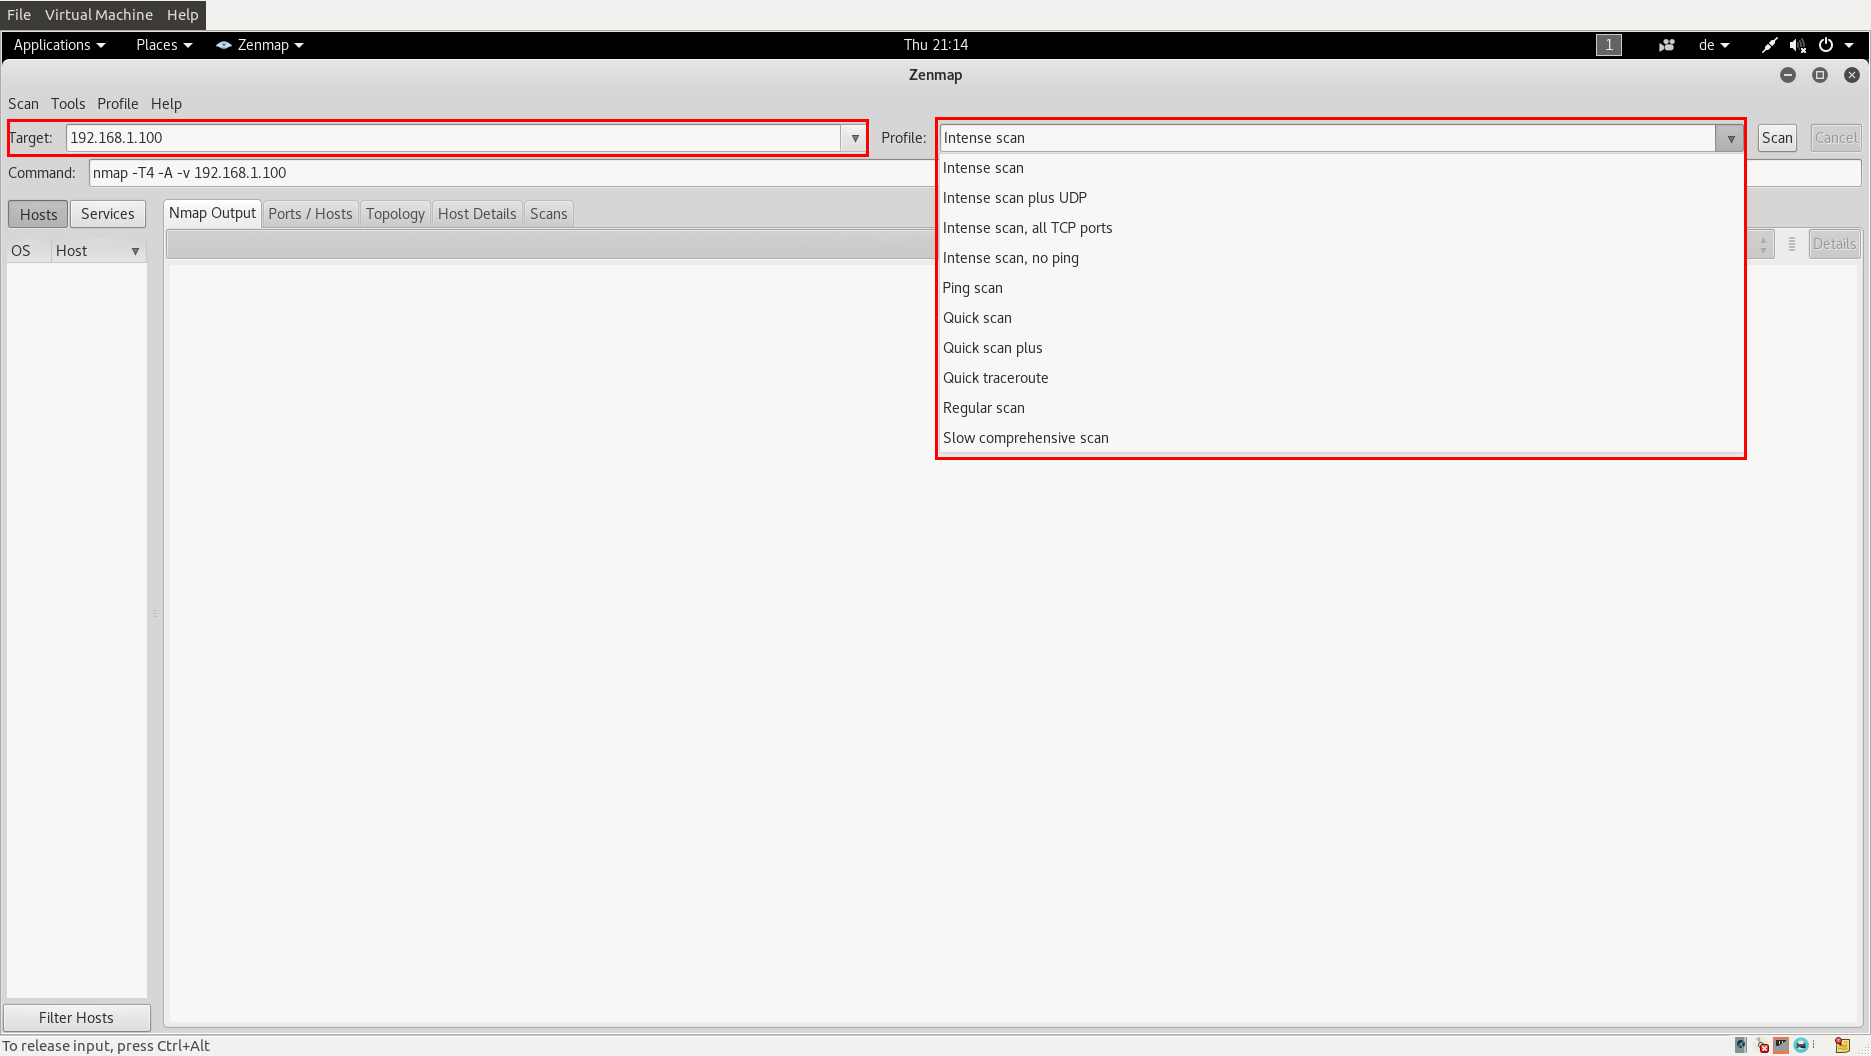 File Virtual Machine Help
Applications Places Zenmap Thu 21:14 1 de
Zenmap
Scan Tools Profile Help
Target: 192.168.1.100 Profile: Intense scan Scan Cancel
Command: nmap -T4 -A -v 192.168.1.100
Intense scan
Intense scan plus UDP
Intense scan, all TCP ports
Intense scan, no ping
Ping scan
Quick scan
Quick scan plus
Quick traceroute
Regular scan
Slow comprehensive scan
Hosts Services Nmap Output Ports / Hosts Topology Host Details Scans
OS Host Details
Filter Hosts
To release input, press Ctrl+Alt